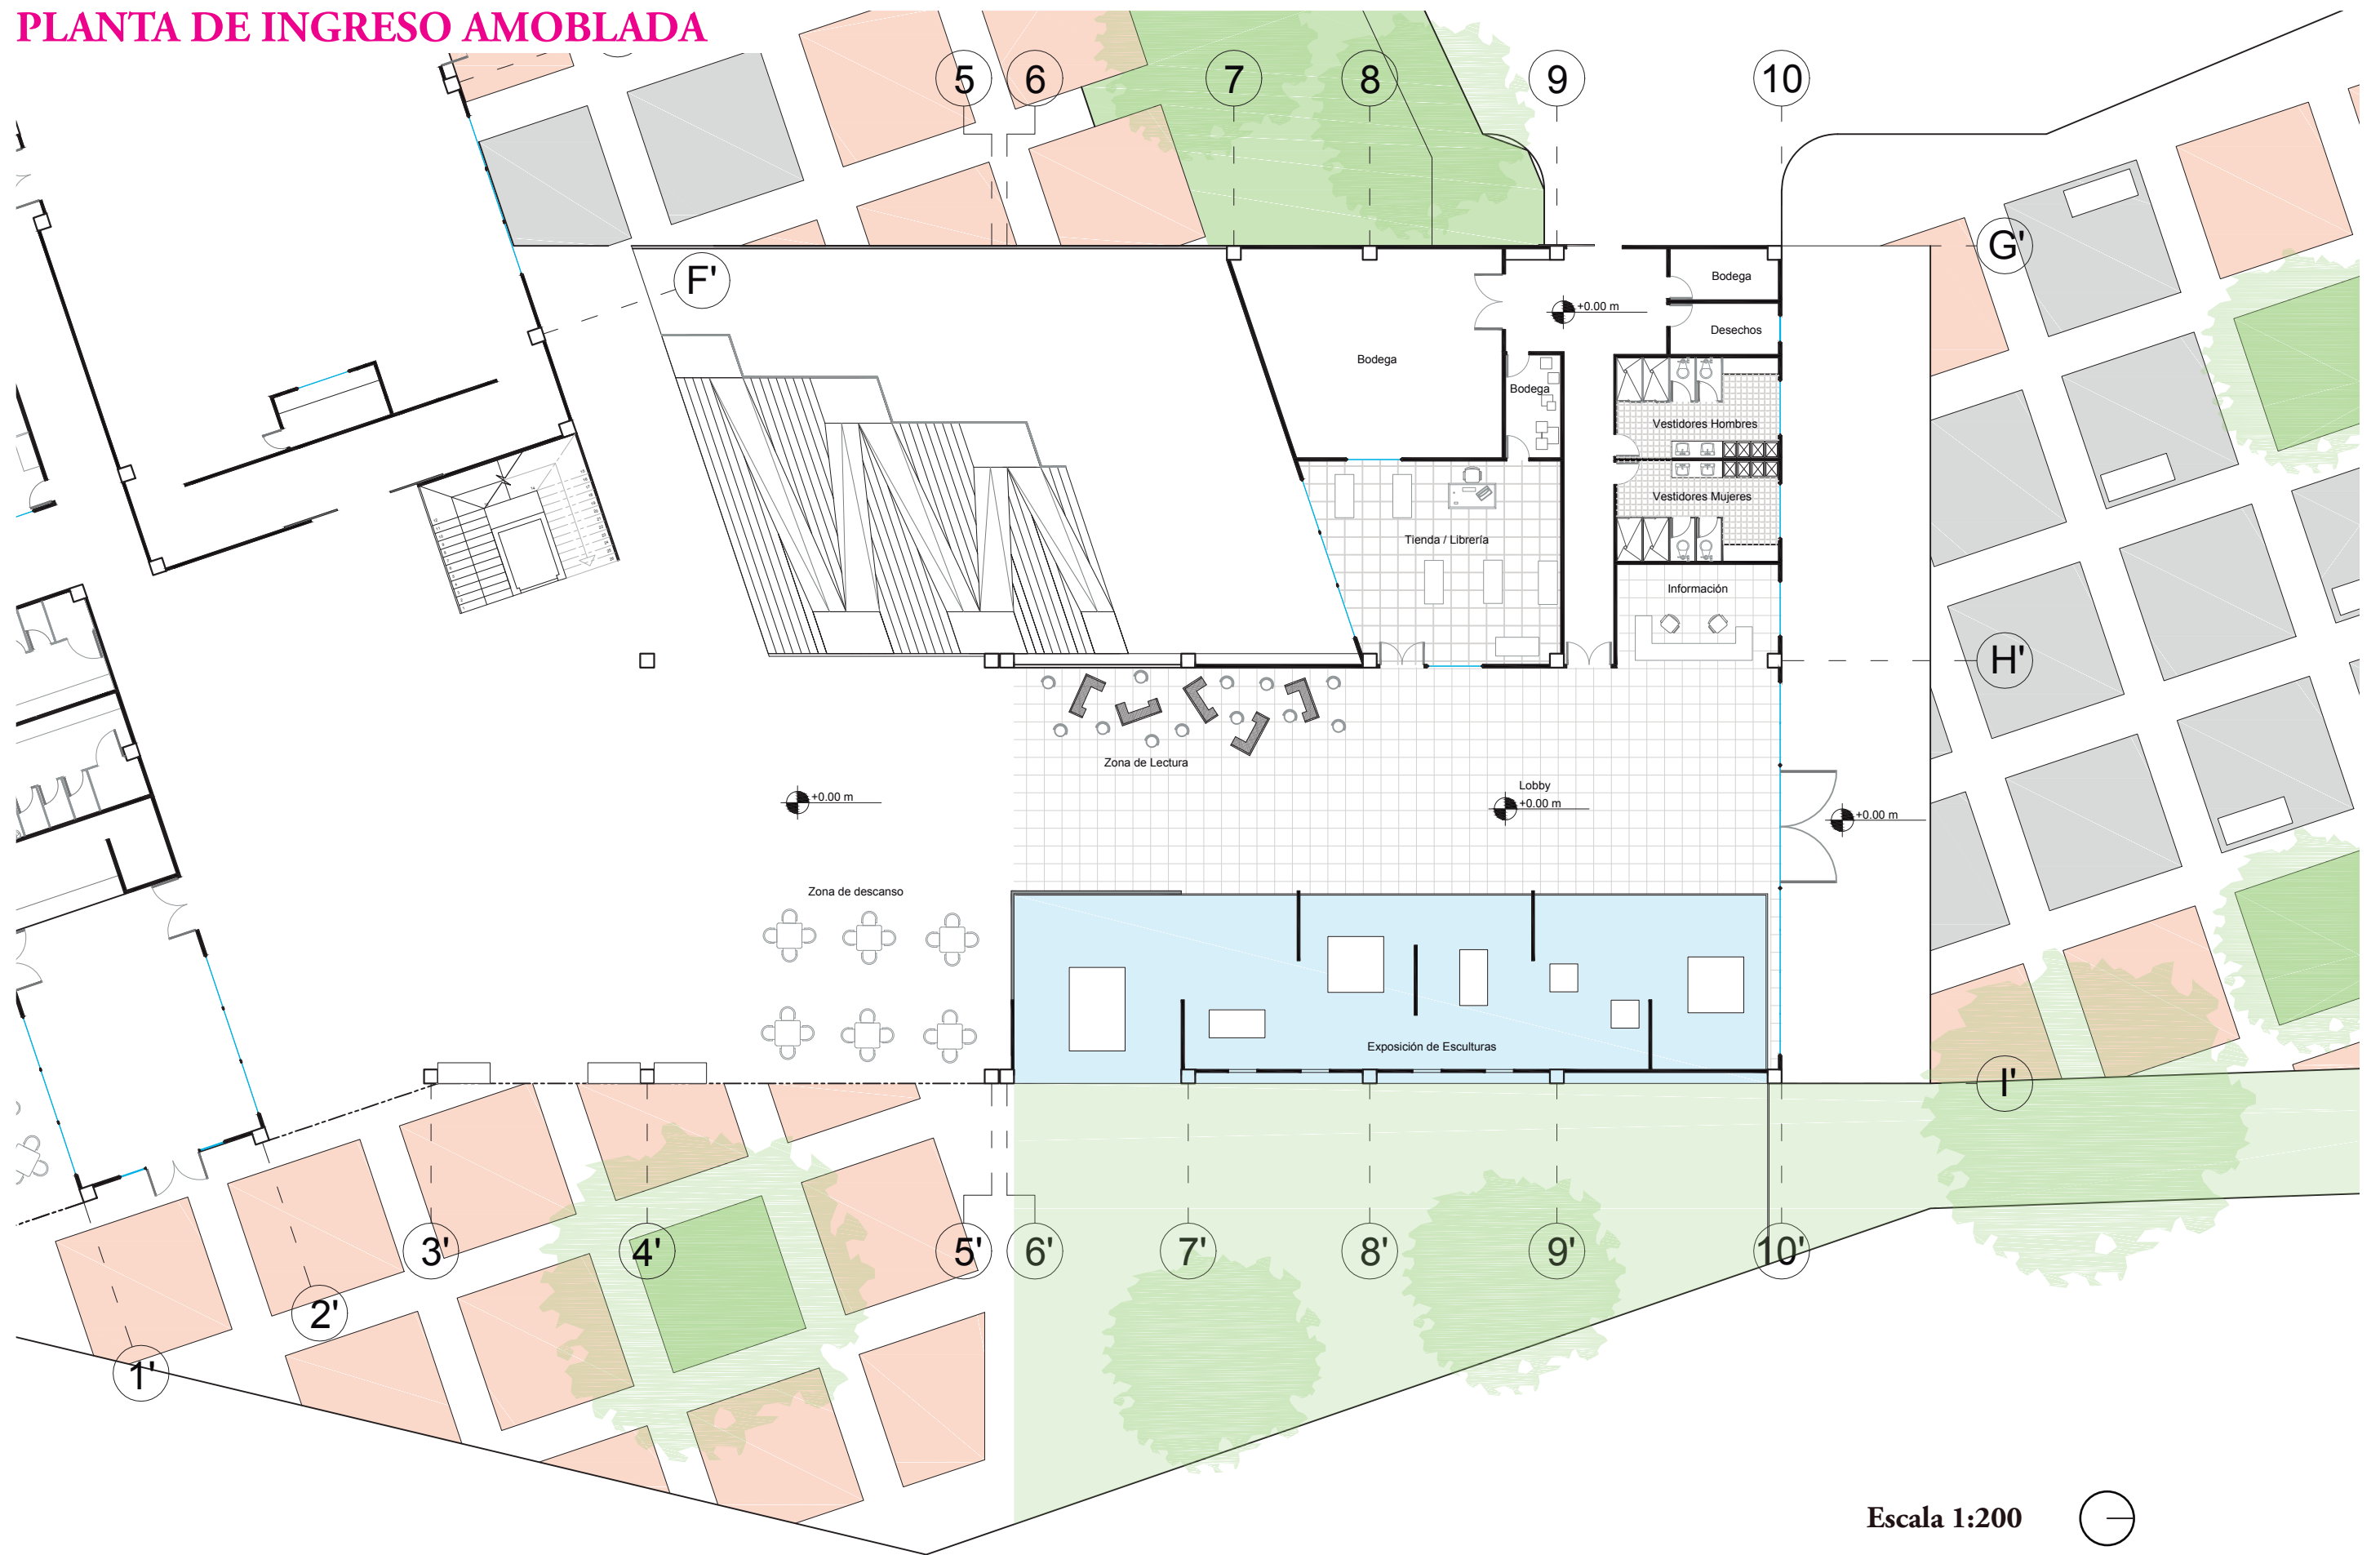 PLANTA DE INGRESO AMOBLADA
5 6 7 8 9 10
G'
F'
Bodega
+0.00 m
Desechos
Bodega
Bodega
Vestidores Hombres
Vestidores Mujeres
Tienda / Librería
Información
H'
Zona de Lectura
Lobby
+0.00 m
+0.00 m
+0.00 m
Zona de descanso
Exposición de Esculturas
I'
3' 4' 5' 6' 7' 8' 9' 10'
2'
1'
Escala 1:200